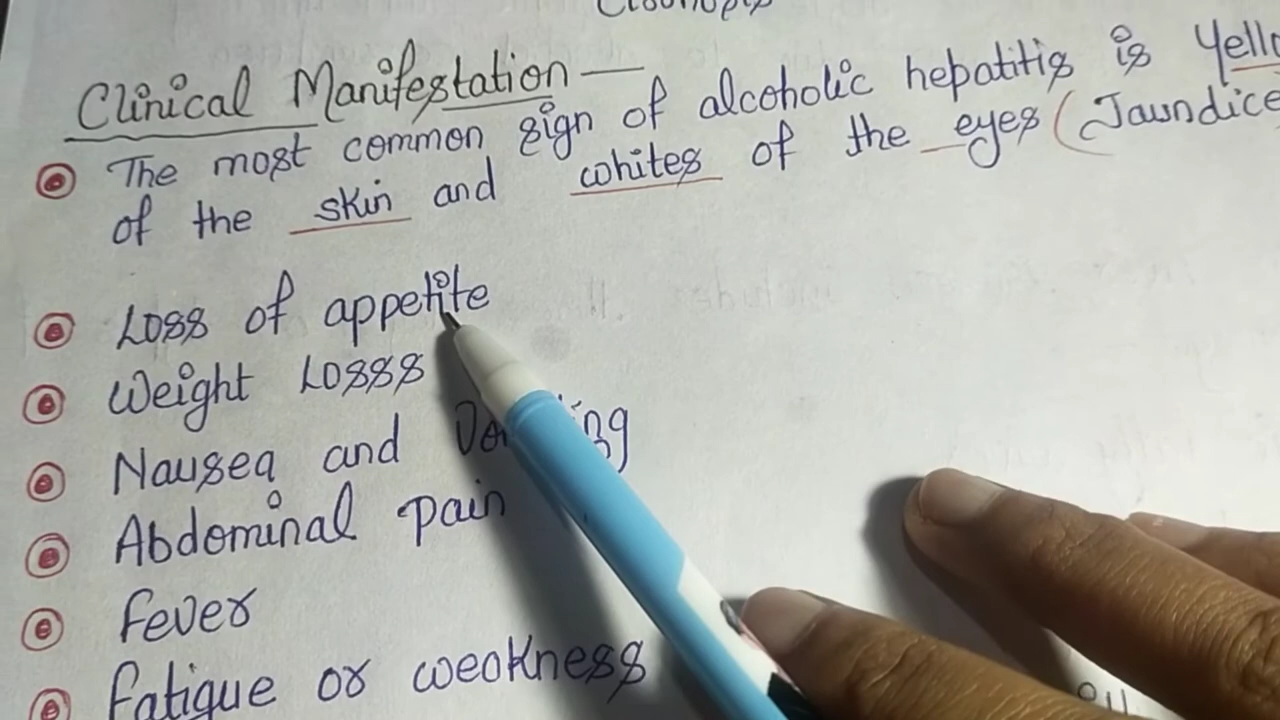 Clinical Manifestation —
The most common sign of alcoholic hepatitis is
of the skin and whites of the eyes (Jaundice
Loss of appetite
Weight Losss
Nausea and
Abdominal pain
Fever
Fatigue or weakness